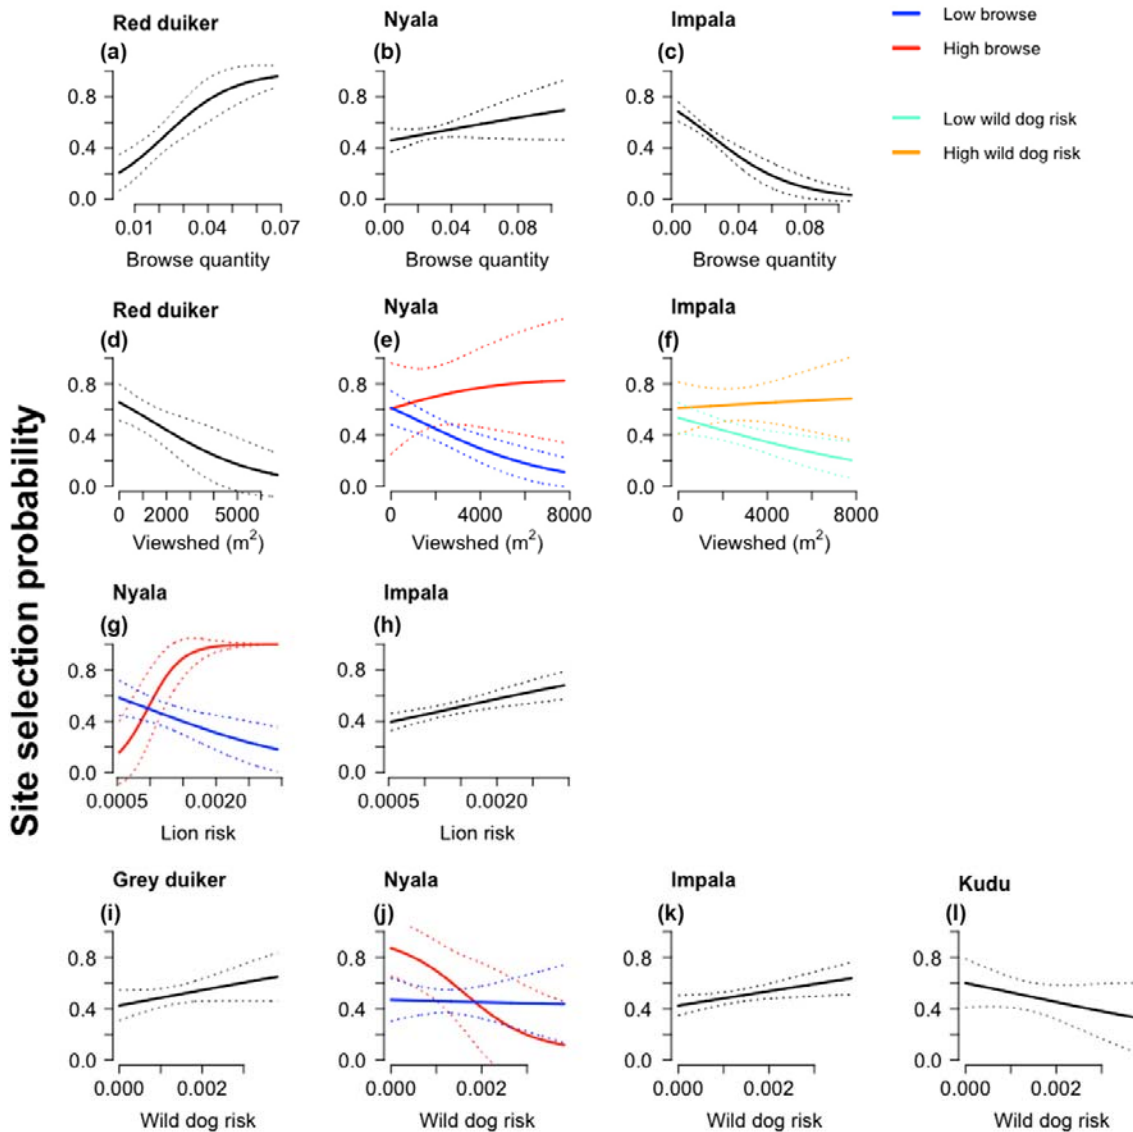 Red duiker
Nyala
Impala
Low browse
High browse
Low wild dog risk
High wild dog risk
(a)
(b)
(c)
0.8
0.4
0.0
0.8
0.4
0.0
0.8
0.4
0.0
0.01 0.04 0.07
0.00 0.04 0.08
0.00 0.04 0.08
Browse quantity
Browse quantity
Browse quantity
Red duiker
Nyala
Impala
(d)
(e)
(f)
0.8
0.4
0.0
0.8
0.4
0.0
0.8
0.4
0.0
0 2000 5000
0 4000 8000
0 4000 8000
Viewshed (m²)
Viewshed (m²)
Viewshed (m²)
Site selection probability
Nyala
Impala
(g)
(h)
0.8
0.4
0.0
0.8
0.4
0.0
0.0005 0.0020
0.0005 0.0020
Lion risk
Lion risk
Grey duiker
Nyala
Impala
Kudu
(i)
(j)
(k)
(l)
0.8
0.4
0.0
0.8
0.4
0.0
0.8
0.4
0.0
0.8
0.4
0.0
0.000 0.002
0.000 0.002
0.000 0.002
0.000 0.002
Wild dog risk
Wild dog risk
Wild dog risk
Wild dog risk